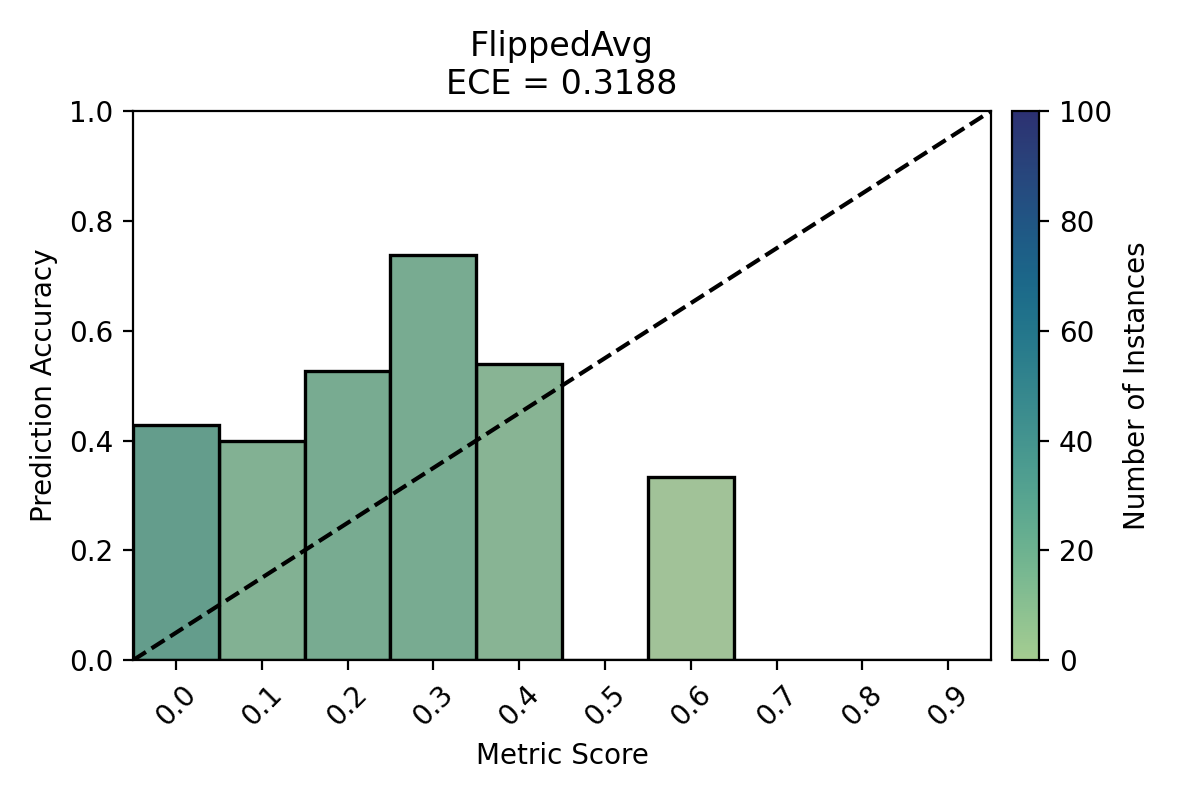 FlippedAvg
ECE = 0.3188
1.0
0.8
0.6
0.4
0.2
0.0
Prediction Accuracy
0.0 0.1 0.2 0.3 0.4 0.5 0.6 0.7 0.8 0.9
Metric Score
100
80
60
40
20
0
Number of Instances